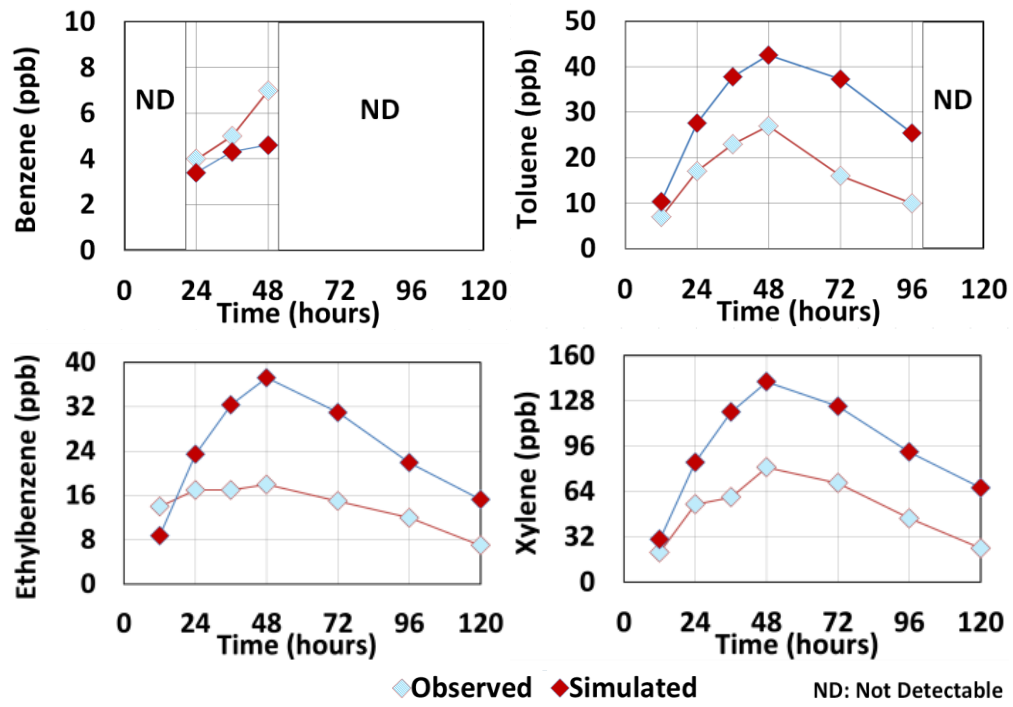 Benzene (ppb)
10
8
6
4
2
0
ND
ND
0 24 48 72 96 120
Time (hours)
Toluene (ppb)
50
40
30
20
10
0
ND
0 24 48 72 96 120
Time (hours)
Ethylbenzene (ppb)
40
32
24
16
8
0
0 24 48 72 96 120
Time (hours)
Xylene (ppb)
160
128
96
64
32
0
0 24 48 72 96 120
Time (hours)
Observed Simulated ND: Not Detectable